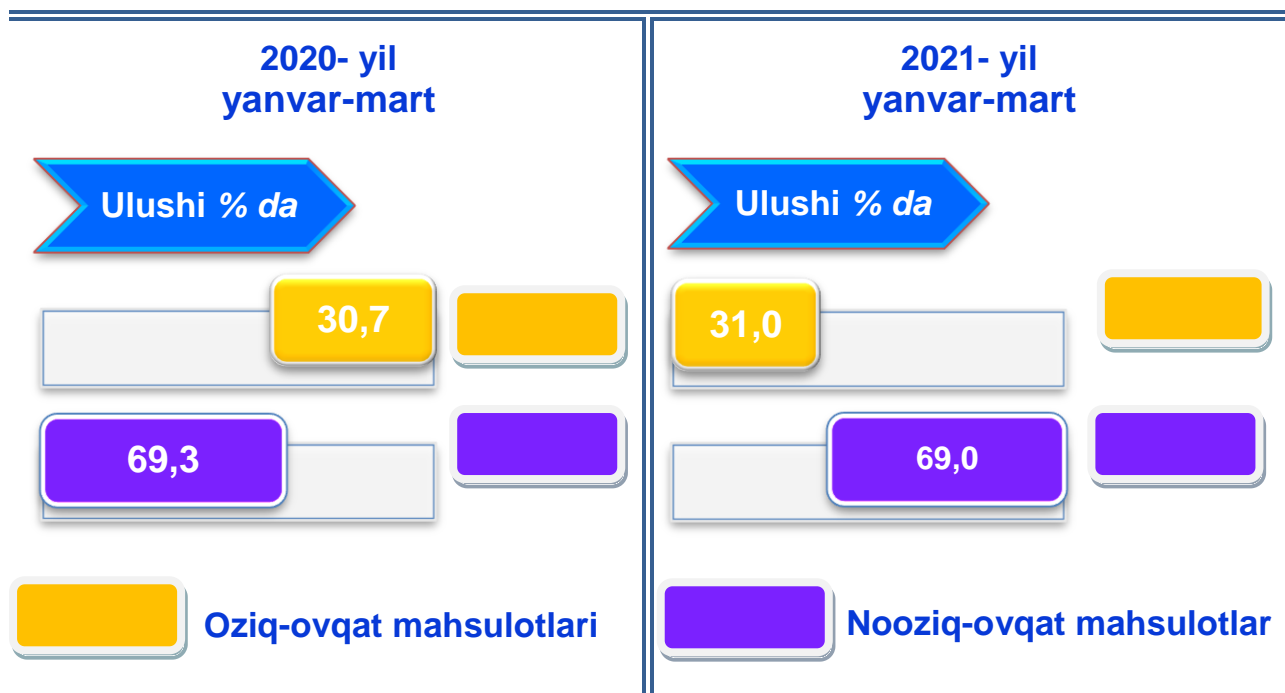 2020- yil
yanvar-mart
Ulushi % da
30,7
69,3
Oziq-ovqat mahsulotlari
2021- yil
yanvar-mart
Ulushi % da
31,0
69,0
Nooziq-ovqat mahsulotlar